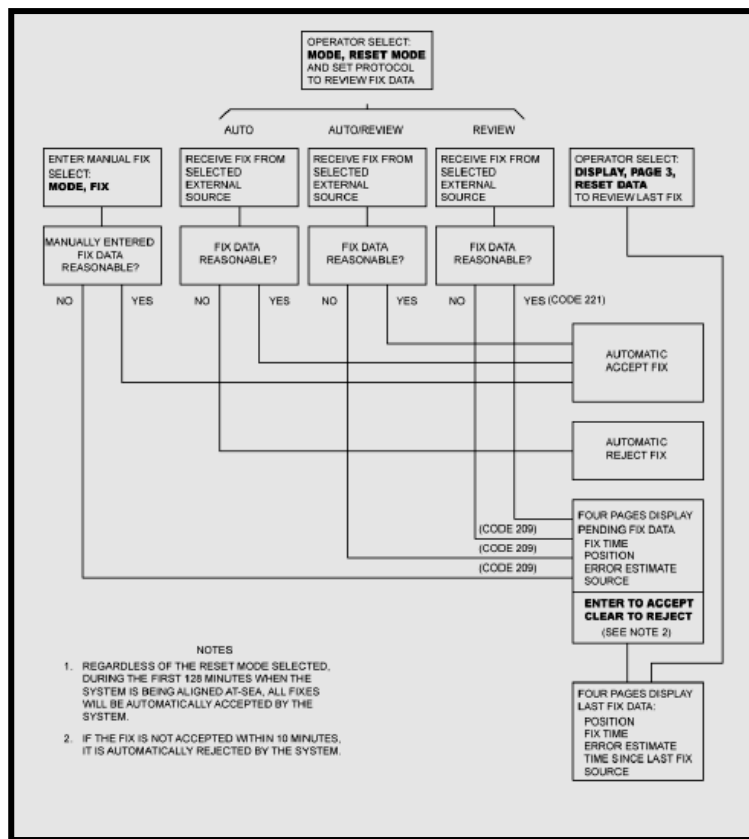 OPERATOR SELECT:
MODE, RESET MODE
AND SET PROTOCOL
TO REVIEW FIX DATA
AUTO
AUTO/REVIEW
REVIEW
ENTER MANUAL FIX
SELECT:
MODE, FIX
RECEIVE FIX FROM
SELECTED
EXTERNAL
SOURCE
RECEIVE FIX FROM
SELECTED
EXTERNAL
SOURCE
RECEIVE FIX FROM
SELECTED
EXTERNAL
SOURCE
OPERATOR SELECT:
DISPLAY, PAGE 3,
RESET DATA
TO REVIEW LAST FIX
MANUALLY ENTERED
FIX DATA
REASONABLE?
FIX DATA
REASONABLE?
FIX DATA
REASONABLE?
FIX DATA
REASONABLE?
NO
YES
NO
YES
NO
YES
NO
YES (CODE 221)
AUTOMATIC
ACCEPT FIX
AUTOMATIC
REJECT FIX
(CODE 209)
(CODE 209)
(CODE 209)
FOUR PAGES DISPLAY
PENDING FIX DATA
FIX TIME
POSITION
ERROR ESTIMATE
SOURCE
ENTER TO ACCEPT
CLEAR TO REJECT
(SEE NOTE 2)
FOUR PAGES DISPLAY
LAST FIX DATA:
POSITION
FIX TIME
ERROR ESTIMATE
TIME SINCE LAST FIX
SOURCE
NOTES
1. REGARDLESS OF THE RESET MODE SELECTED,
DURING THE FIRST 128 MINUTES WHEN THE
SYSTEM IS BEING ALIGNED AT-SEA, ALL FIXES
WILL BE AUTOMATICALLY ACCEPTED BY THE
SYSTEM.
2. IF THE FIX IS NOT ACCEPTED WITHIN 10 MINUTES,
IT IS AUTOMATICALLY REJECTED BY THE SYSTEM.